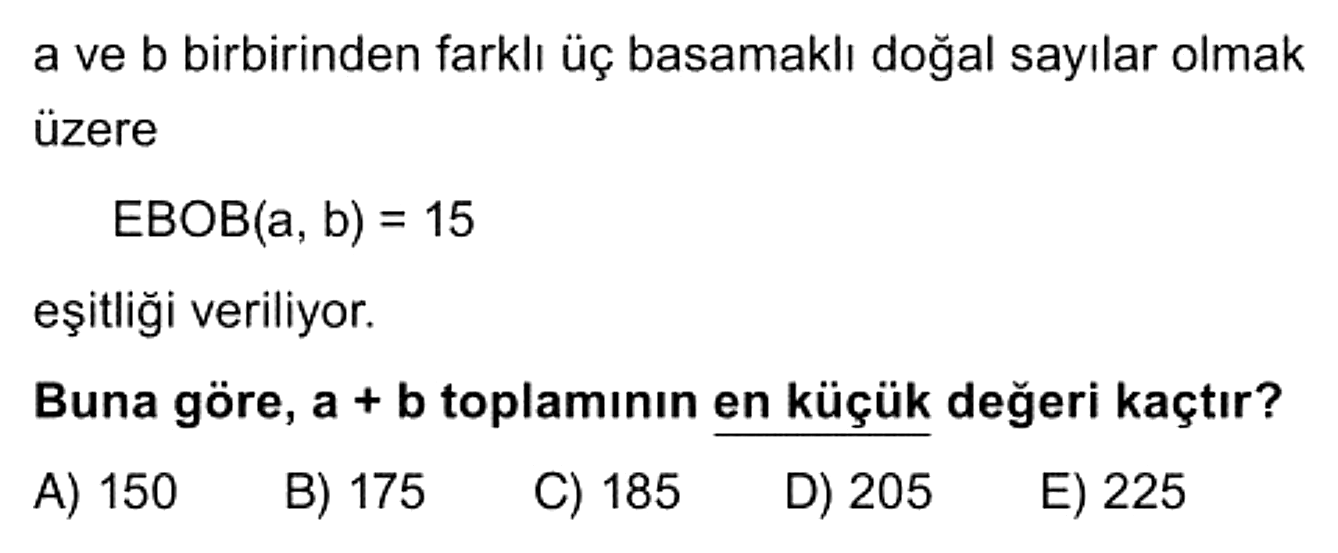 a ve b birbirinden farklı üç basamaklı doğal sayılar olmak
üzere
EBOB(a, b) = 15
eşitliği veriliyor.
Buna göre, a + b toplamının en küçük değeri kaçtır?
A) 150 B) 175 C) 185 D) 205 E) 225